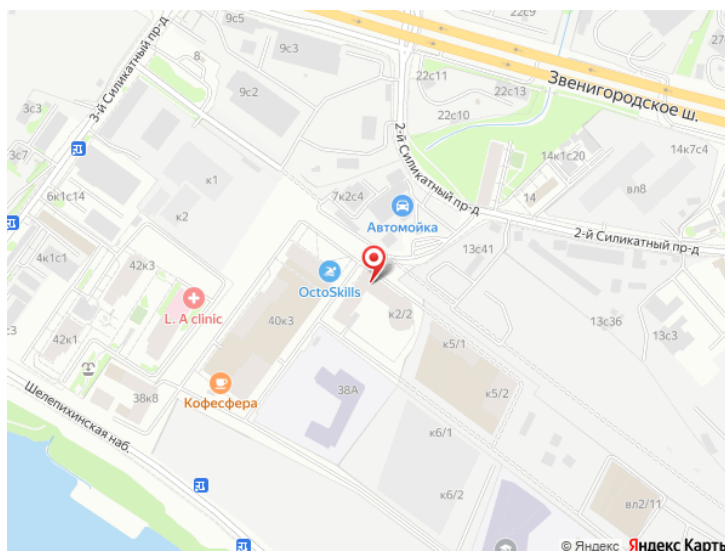 22с9
9с5
9с3
3-й Силикатный пр-д
8
22с11
22с13
Звенигородское ш.
9с2
22с10
3с3
2-й Силикатный пр-д
14к7с4
3с7
14к1с20
к1
7к2с4
14
вл8
6к1с14
Автомойка
к2
2-й Силикатный пр-д
13с41
4к1с1
42к3
OctoSkills
L. A clinic
к2/2
13с36
13с3
40к3
42к1
к5/1
38к8
Кофесфера
38А
к5/2
Шелепихинская наб.
к6/1
к6/2
вл2/11
© Яндекс Яндекс Карты